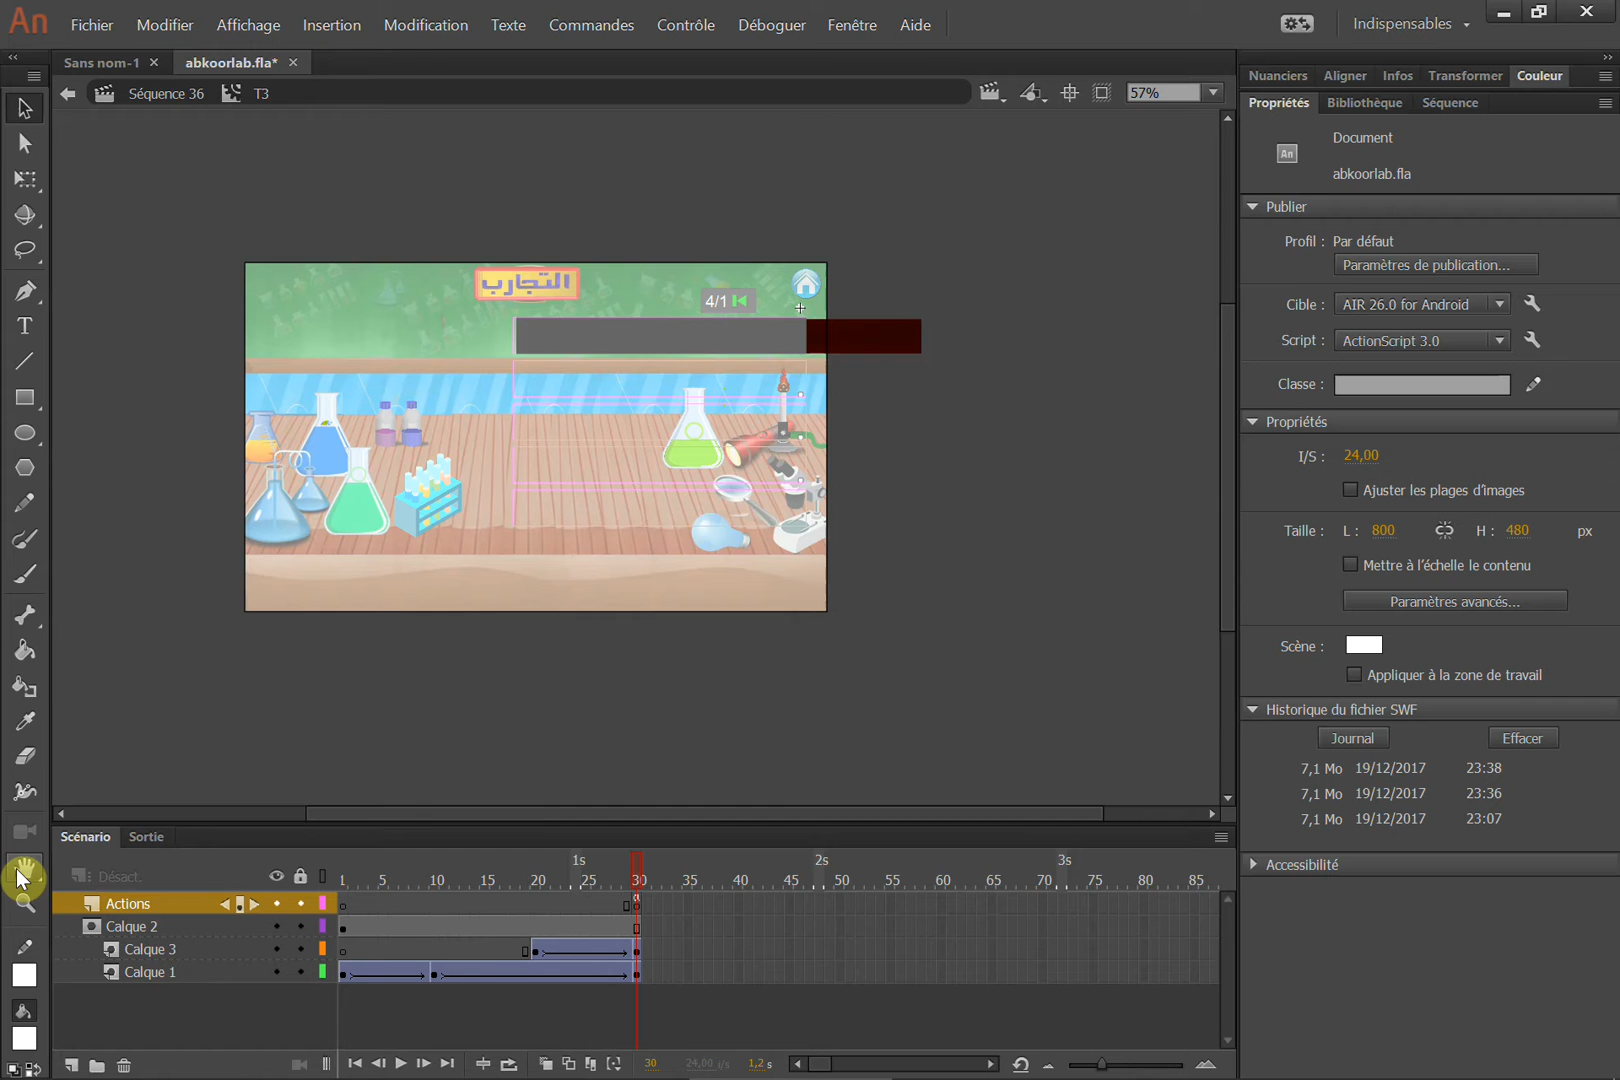 An Fichier Modifier Affichage Insertion Modification Texte Commandes Contrôle Déboguer Fenêtre Aide Indispensables
Sans nom-1 × abkoorlab.fla* ×
Séquence 36 T3 57%
التجارب
4/1
Nuanciers Aligner Infos Transformer Couleur
Propriétés Bibliothèque Séquence
Document
An
abkoorlab.fla
Publier
Profil : Par défaut
Paramètres de publication...
Cible : AIR 26.0 for Android
Script : ActionScript 3.0
Classe :
Propriétés
I/S : 24,00
Ajuster les plages d'images
Taille : L : 800 H : 480 px
Mettre à l'échelle le contenu
Paramètres avancés...
Scène :
Appliquer à la zone de travail
Historique du fichier SWF
Journal Effacer
7,1 Mo 19/12/2017 23:38
7,1 Mo 19/12/2017 23:36
7,1 Mo 19/12/2017 23:07
Accessibilité
Scénario Sortie
1s 2s 3s
Désact. 1 5 10 15 20 25 30 35 40 45 50 55 60 65 70 75 80 85
Actions
Calque 2
Calque 3
Calque 1
30 24,00 i/s 1,2 s